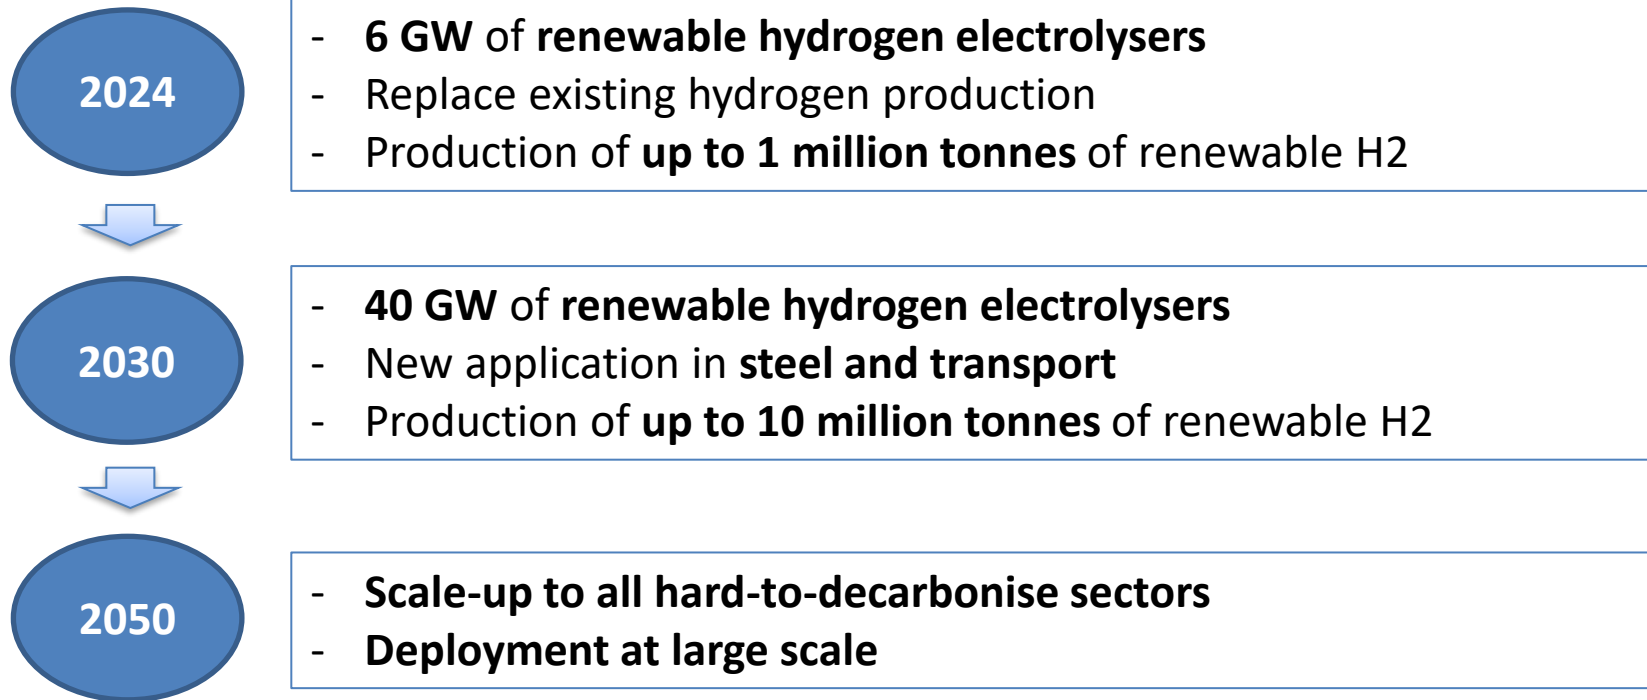 2024
- 6 GW of renewable hydrogen electrolysers
- Replace existing hydrogen production
- Production of up to 1 million tonnes of renewable H2
2030
- 40 GW of renewable hydrogen electrolysers
- New application in steel and transport
- Production of up to 10 million tonnes of renewable H2
2050
- Scale-up to all hard-to-decarbonise sectors
- Deployment at large scale